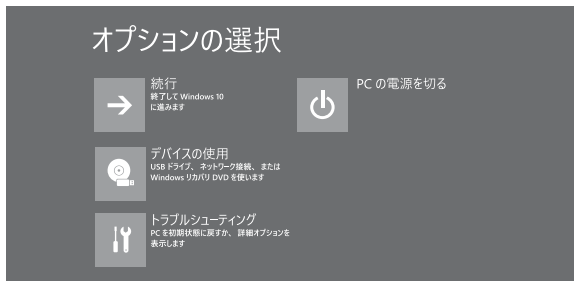 オプションの選択
続行
終了して Windows 10
に進みます
PC の電源を切る
デバイスの使用
USB ドライブ、ネットワーク接続、または
Windows リカバリ DVD を使います
トラブルシューティング
PC を初期状態に戻すか、詳細オプションを
表示します